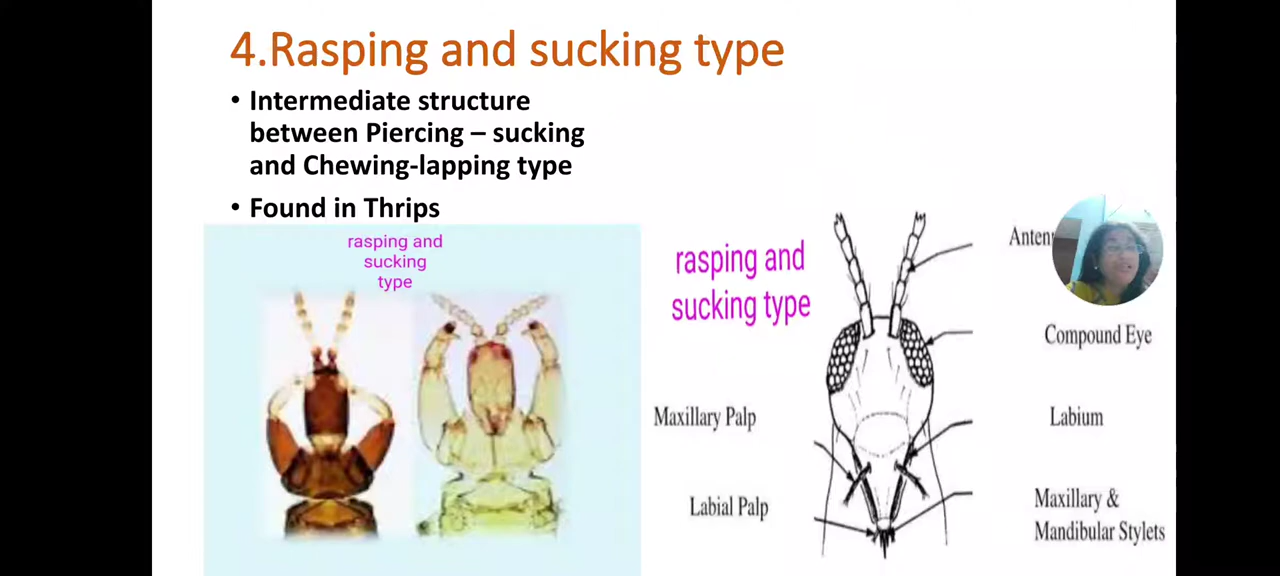 4.Rasping and sucking type
• Intermediate structure
between Piercing – sucking
and Chewing-lapping type
• Found in Thrips
rasping and
sucking
type
rasping and
sucking type
Compound Eye
Maxillary Palp
Labium
Labial Palp
Maxillary &
Mandibular Stylets